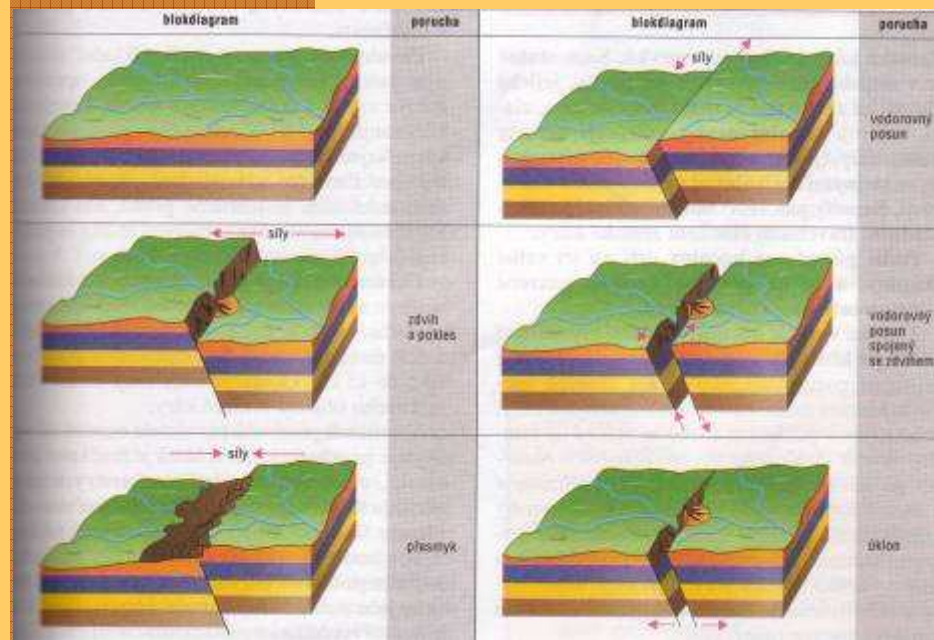 blokdiagram
porucha
blokdiagram
porucha
síly
vodorovný
posun
síly
zdvih
a pokles
vodorovný
posun
spojený
se zdvihem
síly
přesmyk
úklon